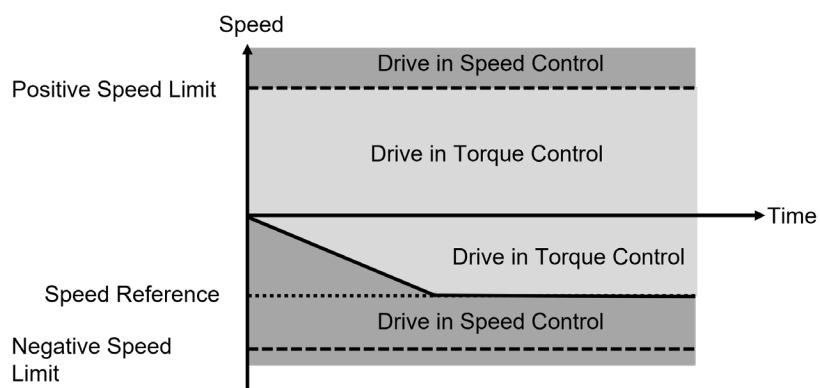 Speed
Drive in Speed Control
Positive Speed Limit
Drive in Torque Control
Time
Drive in Torque Control
Speed Reference
Drive in Speed Control
Negative Speed
Limit